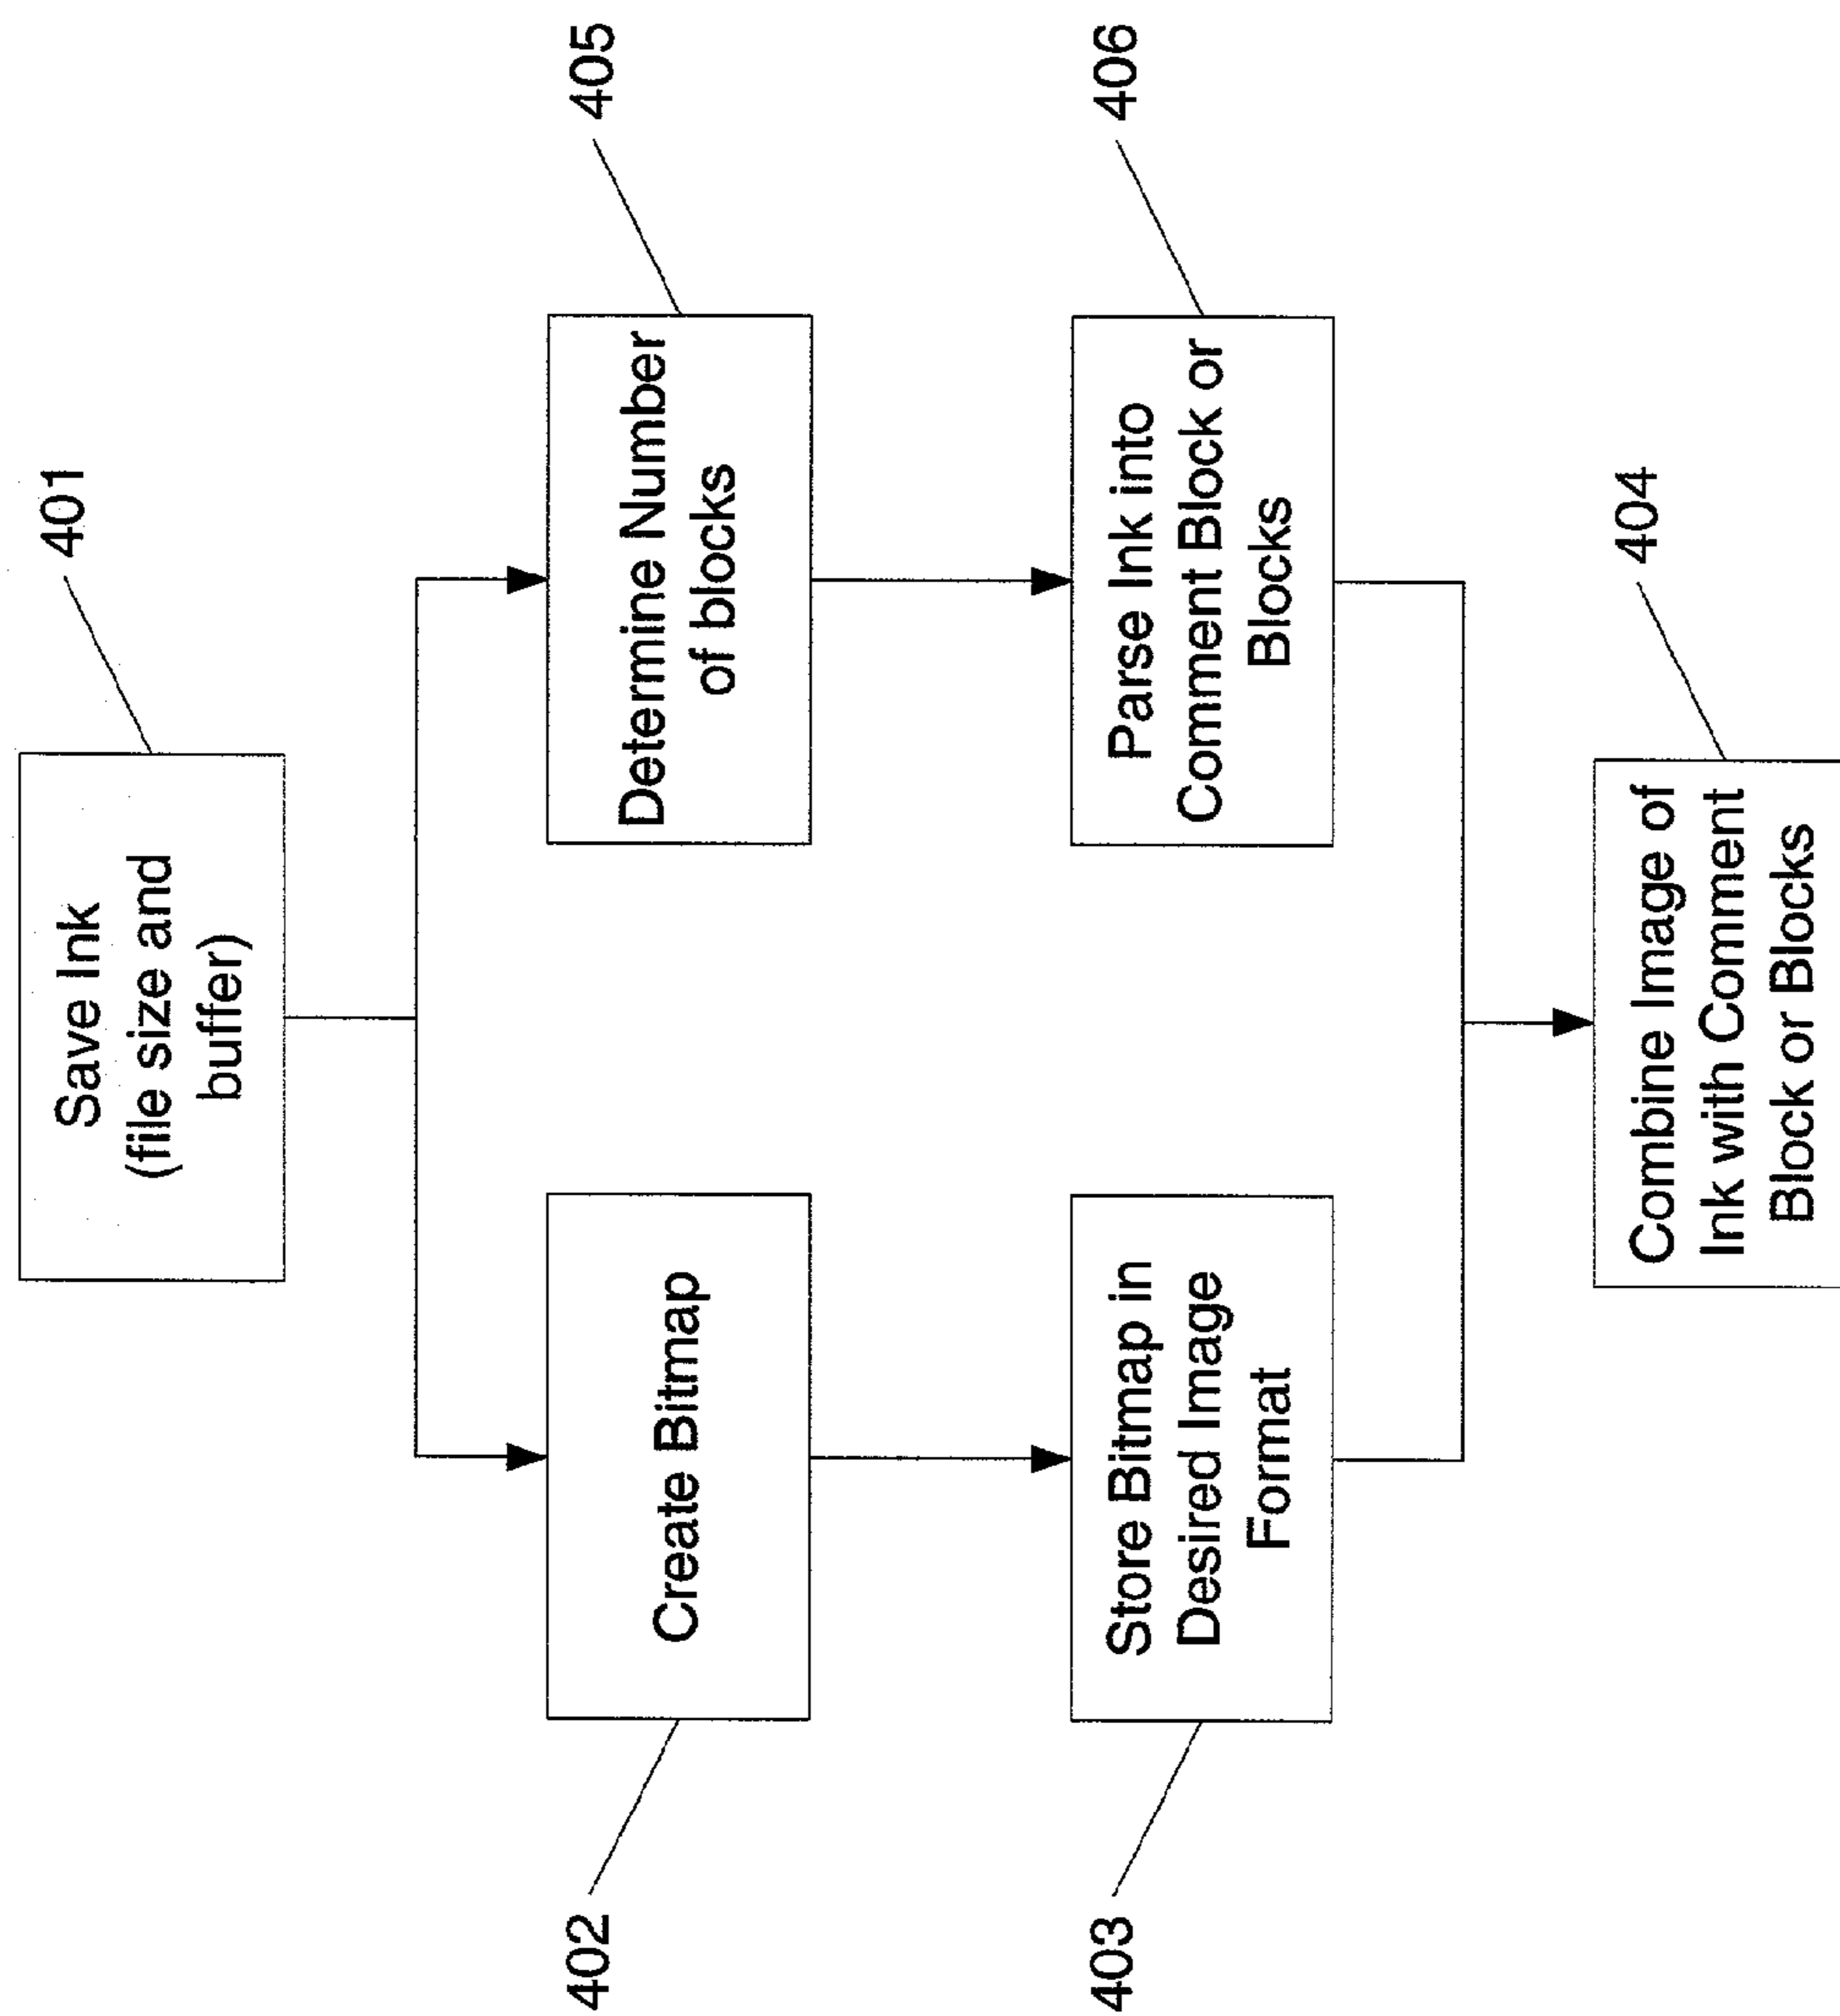 401
Save Ink
(file size and
buffer)
402
Create Bitmap
405
Determine Number
of blocks
403
Store Bitmap in
Desired Image
Format
406
Parse Ink into
Comment Block or
Blocks
404
Combine Image of
Ink with Comment
Block or Blocks